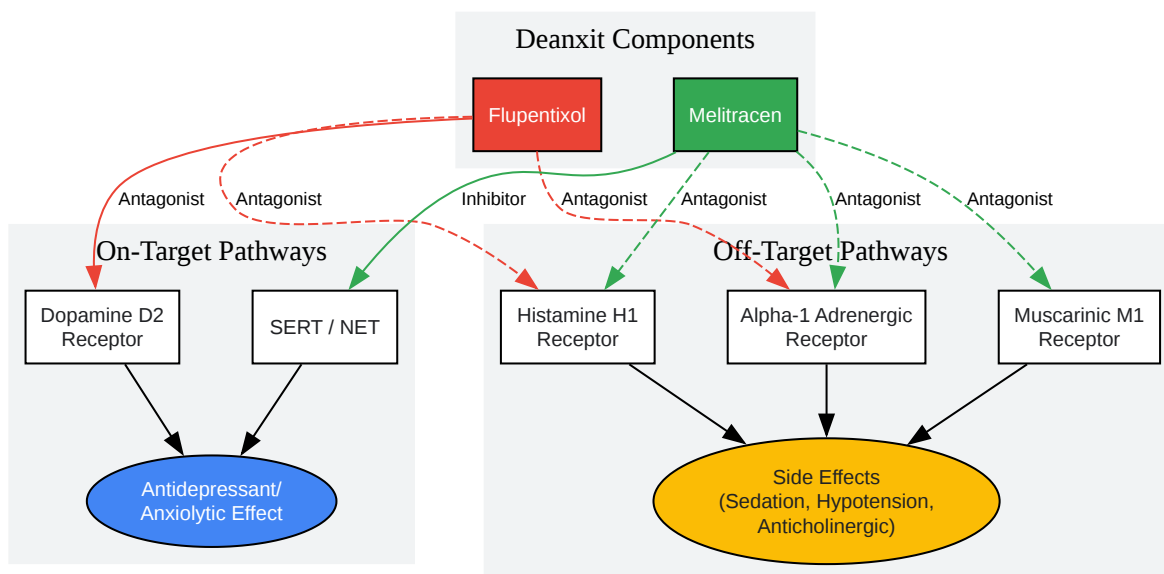 Deanxit Components
Flupentixol
Melitracen
Antagonist
Antagonist
Inhibitor
Antagonist
Antagonist
Antagonist
Antagonist
On-Target Pathways
Off-Target Pathways
Dopamine D2
Receptor
SERT / NET
Histamine H1
Receptor
Alpha-1 Adrenergic
Receptor
Muscarinic M1
Receptor
Antidepressant/
Anxiolytic Effect
Side Effects
(Sedation, Hypotension,
Anticholinergic)